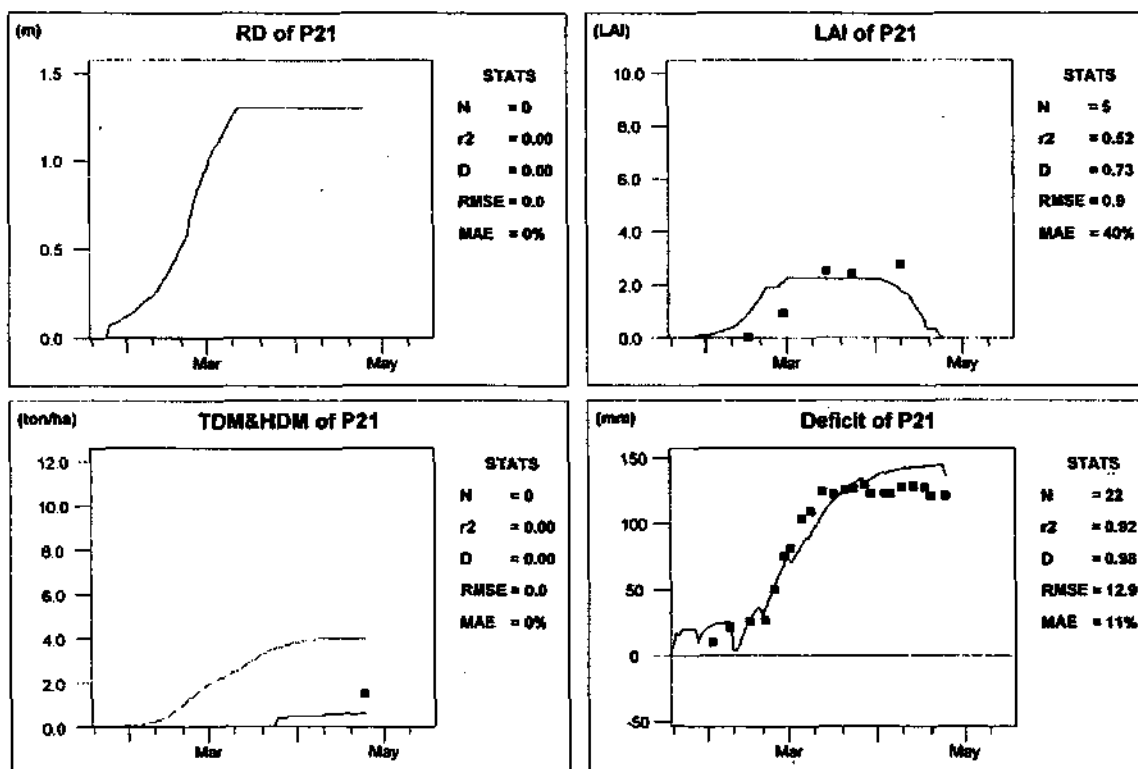 (m) RD of P21
1.5
1.0
0.5
0.0
Mar May
STATS
N = 0
r2 = 0.00
D = 0.00
RMSE = 0.0
MAE = 0%
(LAI) LAI of P21
10.0
8.0
6.0
4.0
2.0
0.0
Mar May
STATS
N = 5
r2 = 0.52
D = 0.73
RMSE = 0.9
MAE = 40%
(ton/ha) TDM&HDM of P21
12.0
10.0
8.0
6.0
4.0
2.0
0.0
Mar May
STATS
N = 0
r2 = 0.00
D = 0.00
RMSE = 0.0
MAE = 0%
(mm) Deficit of P21
150
100
50
0
-50
Mar May
STATS
N = 22
r2 = 0.92
D = 0.98
RMSE = 12.9
MAE = 11%